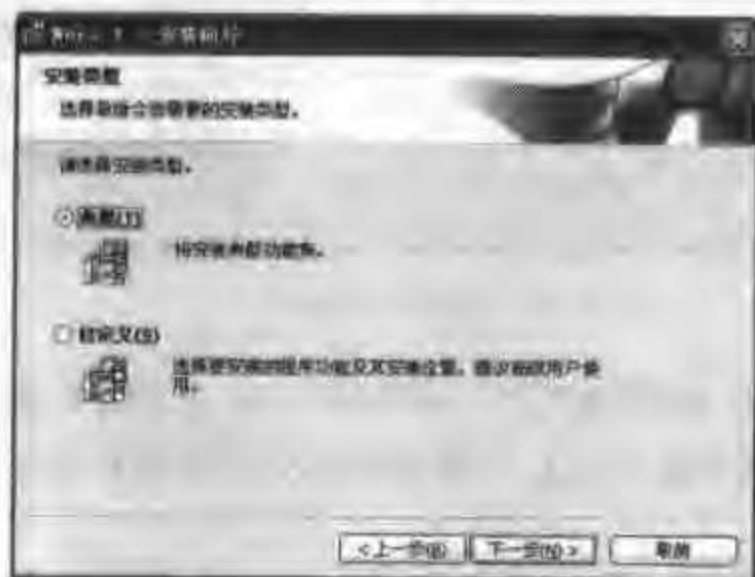 安装类型
选择最适合您需要的安装类型。
请选择安装类型。
典型(T)
将安装典型功能集。
自定义(S)
选择要安装的程序功能及其安装位置。建议高级用户使
用。
<上一步(B)
下一步(N)>
取消